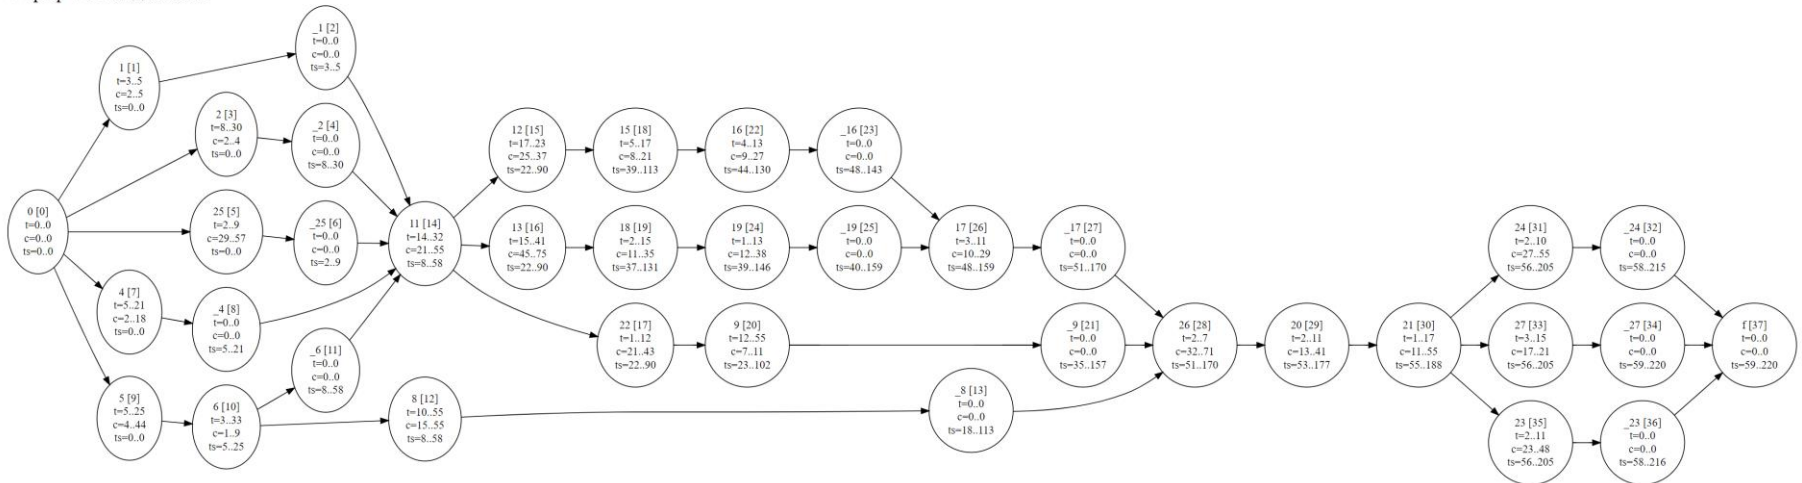 _1 [2]
t=0..0
c=0..0
ts=3..5
1 [1]
t=3..5
c=2..5
ts=0..0
2 [3]
t=8..30
c=2..4
ts=0..0
_2 [4]
t=0..0
c=0..0
ts=8..30
12 [15]
t=17..23
c=25..37
ts=22..90
15 [18]
t=5..17
c=8..21
ts=39..113
16 [22]
t=4..13
c=9..27
ts=44..130
_16 [23]
t=0..0
c=0..0
ts=48..143
0 [0]
t=0..0
c=0..0
ts=0..0
25 [5]
t=2..9
c=29..57
ts=0..0
_25 [6]
t=0..0
c=0..0
ts=2..9
11 [14]
t=14..32
c=21..55
ts=8..58
13 [16]
t=15..41
c=45..75
ts=22..90
18 [19]
t=2..15
c=11..35
ts=37..131
19 [24]
t=1..13
c=12..38
ts=39..146
_19 [25]
t=0..0
c=0..0
ts=40..159
17 [26]
t=3..11
c=10..29
ts=48..159
_17 [27]
t=0..0
c=0..0
ts=51..170
24 [31]
t=2..10
c=27..55
ts=56..205
_24 [32]
t=0..0
c=0..0
ts=58..215
4 [7]
t=5..21
c=2..18
ts=0..0
_4 [8]
t=0..0
c=0..0
ts=5..21
_6 [11]
t=0..0
c=0..0
ts=8..58
22 [17]
t=1..12
c=21..43
ts=22..90
9 [20]
t=12..55
c=7..11
ts=23..102
_9 [21]
t=0..0
c=0..0
ts=35..157
26 [28]
t=2..7
c=32..71
ts=51..170
20 [29]
t=2..11
c=13..41
ts=53..177
21 [30]
t=1..17
c=11..55
ts=55..188
27 [33]
t=3..15
c=17..21
ts=56..205
_27 [34]
t=0..0
c=0..0
ts=59..220
f [37]
t=0..0
c=0..0
ts=59..220
5 [9]
t=5..25
c=4..44
ts=0..0
6 [10]
t=3..33
c=1..9
ts=5..25
8 [12]
t=10..55
c=15..55
ts=8..58
_8 [13]
t=0..0
c=0..0
ts=18..113
23 [35]
t=2..11
c=23..48
ts=56..205
_23 [36]
t=0..0
c=0..0
ts=58..216